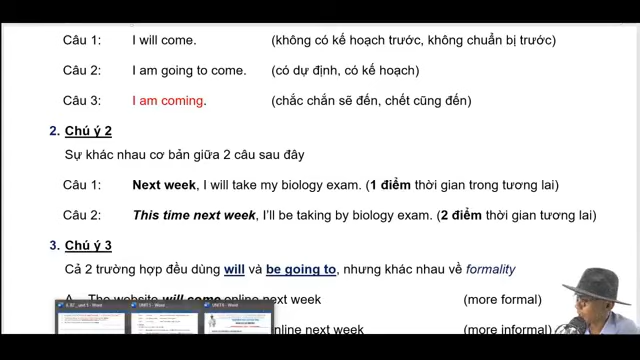 Câu 1: I will come. (không có kế hoạch trước, không chuẩn bị trước)
Câu 2: I am going to come. (có dự định, có kế hoạch)
Câu 3: I am coming. (chắc chắn sẽ đến, chết cũng đến)
2. Chú ý 2
Sự khác nhau cơ bản giữa 2 câu sau đây
Câu 1: Next week, I will take my biology exam. (1 điểm thời gian trong tương lai)
Câu 2: This time next week, I'll be taking by biology exam. (2 điểm thời gian tương lai)
3. Chú ý 3
Cả 2 trường hợp đều dùng will và be going to, nhưng khác nhau về formality
A. The website will come online next week (more formal)
online next week (more informal)